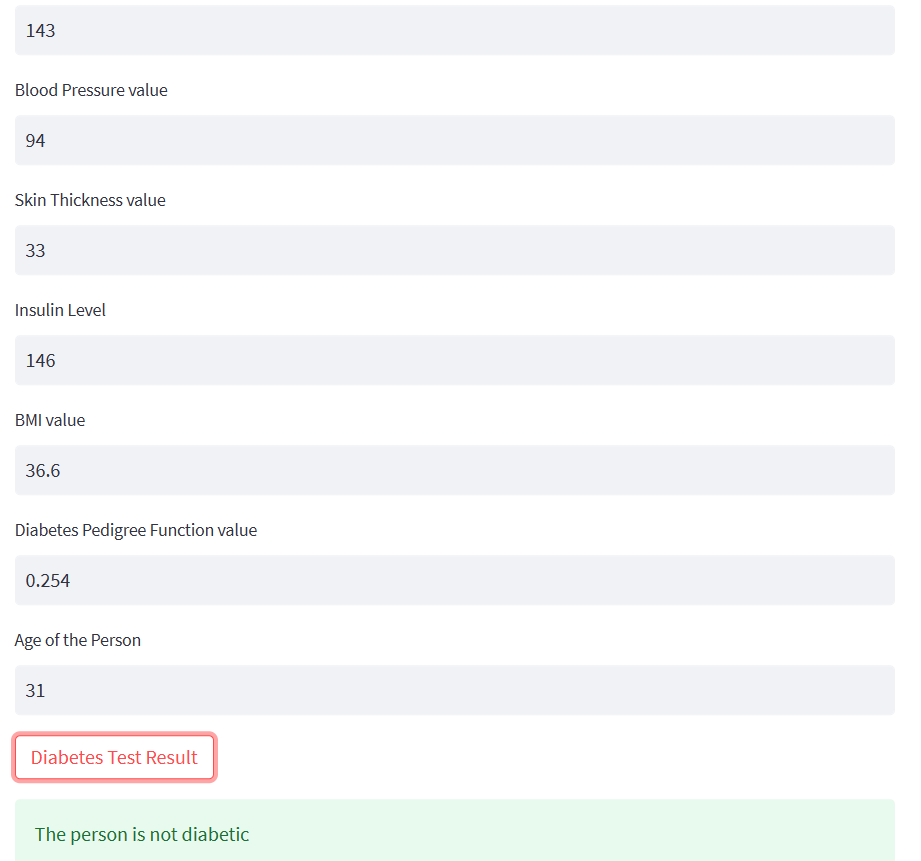 143
Blood Pressure value
94
Skin Thickness value
33
Insulin Level
146
BMI value
36.6
Diabetes Pedigree Function value
0.254
Age of the Person
31
Diabetes Test Result
The person is not diabetic